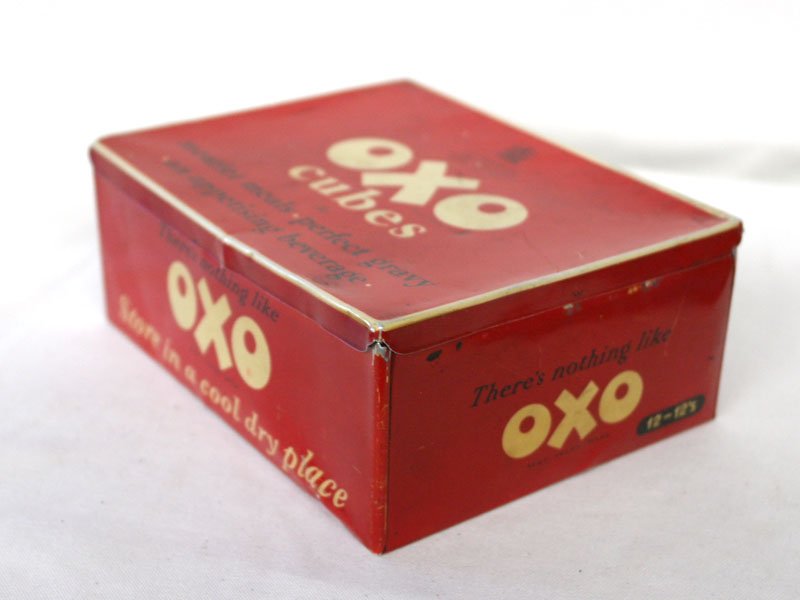 OXO
cubes
meals perfect gravy
an appetising beverage
There's nothing like
OXO
Store in a cool dry place
There's nothing like
OXO
12-12's